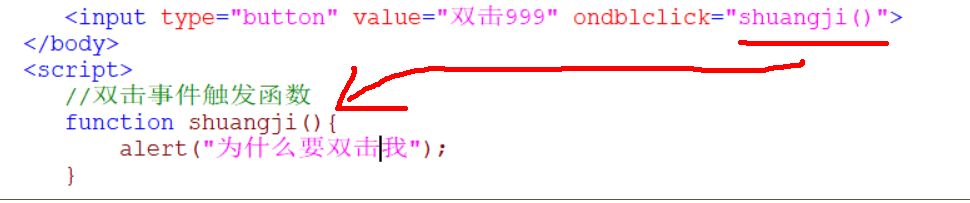 <input type="button" value="双击999" ondblclick="shuangji()">
</body>
<script>
//双击事件触发函数
function shuangji(){
alert("为什么要双击我");
}